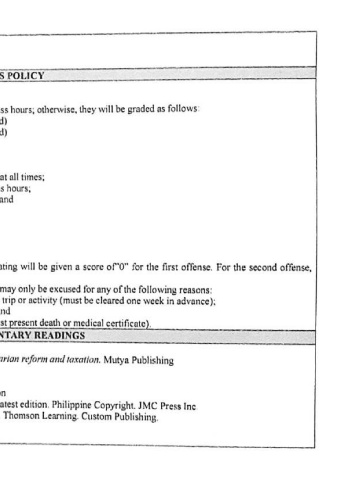 S POLICY
ss hours; otherwise, they will be graded as follows:
d)
d)
at all times;
s hours;
and
ating will be given a score of"0" for the first offense. For the second offense,
may only be excused for any of the following reasons:
trip or activity (must be cleared one week in advance);
nd
st present death or medical certificate).
NTARY READINGS
arian reform and taxation. Mutya Publishing
on
atest edition. Philippine Copyright. JMC Press Inc
Thomson Learning. Custom Publishing.